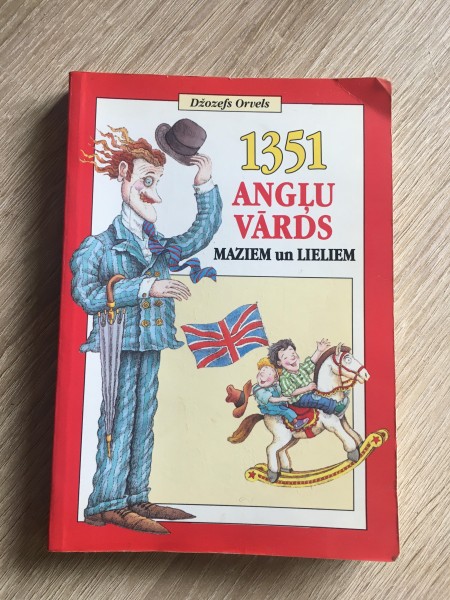 Džozefs Orvels
1351
ANGĻU
VĀRDS
MAZIEM un LIELIEM